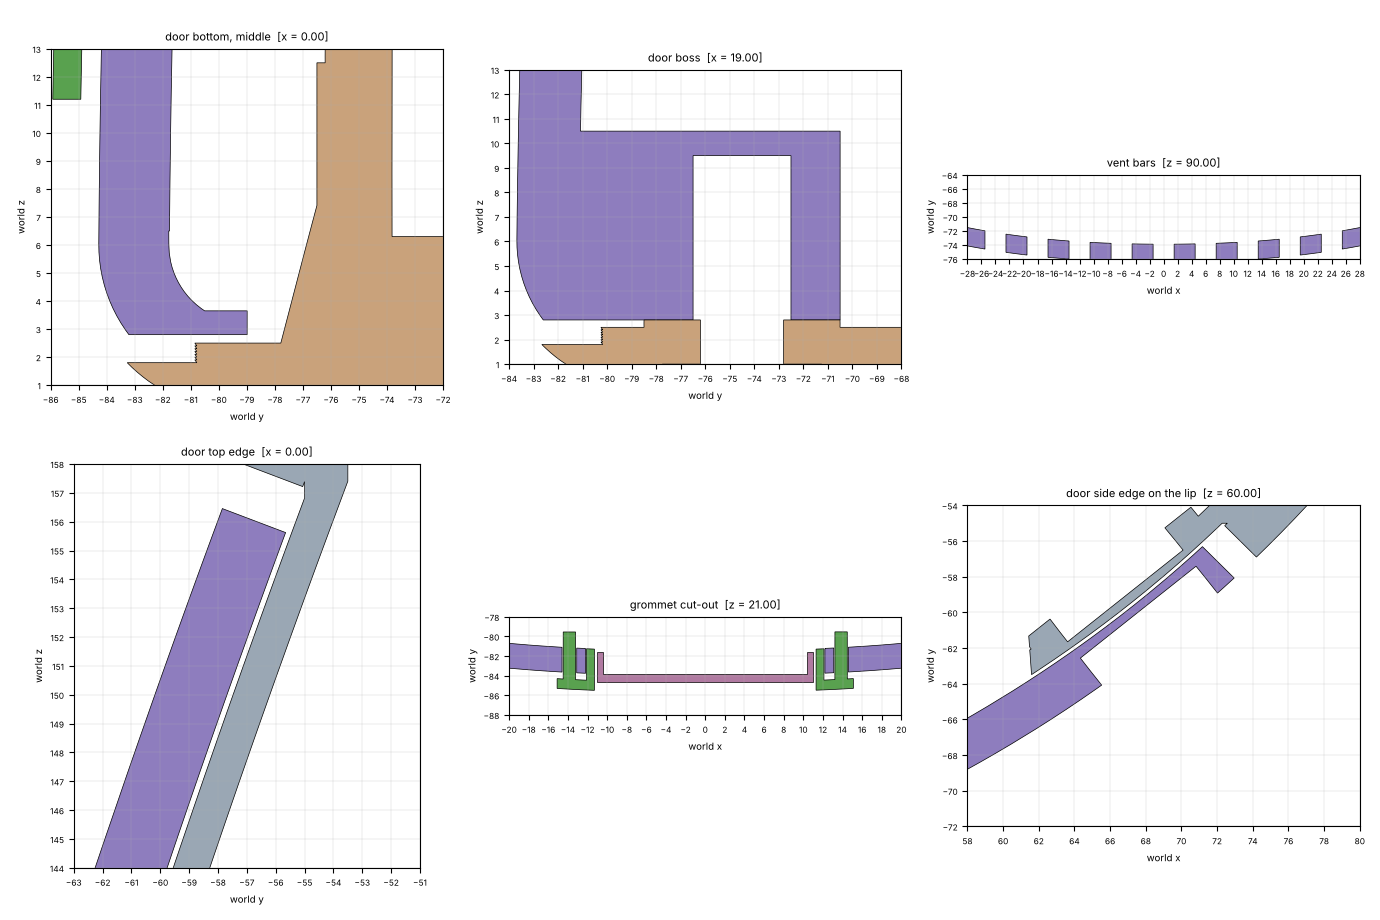 door bottom, middle [x = 0.00]
13
12
11
10
9
8
7
6
5
4
3
2
1
world z
−86 −85 −84 −83 −82 −81 −80 −79 −78 −77 −76 −75 −74 −73 −72
world y
door boss [x = 19.00]
13
12
11
10
9
8
7
6
5
4
3
2
1
world z
−84 −83 −82 −81 −80 −79 −78 −77 −76 −75 −74 −73 −72 −71 −70 −69 −68
world y
vent bars [z = 90.00]
−64
−66
−68
−70
−72
−74
−76
world y
−28 −26 −24 −22 −20 −18 −16 −14 −12 −10 −8 −6 −4 −2 0 2 4 6 8 10 12 14 16 18 20 22 24 26 28
world x
door top edge [x = 0.00]
158
157
156
155
154
153
152
151
150
149
148
147
146
145
144
world z
−63 −62 −61 −60 −59 −58 −57 −56 −55 −54 −53 −52 −51
world y
grommet cut-out [z = 21.00]
−78
−80
−82
−84
−86
−88
world y
−20 −18 −16 −14 −12 −10 −8 −6 −4 −2 0 2 4 6 8 10 12 14 16 18 20
world x
door side edge on the lip [z = 60.00]
−54
−56
−58
−60
−62
−64
−66
−68
−70
−72
world y
58 60 62 64 66 68 70 72 74 76 78 80
world x